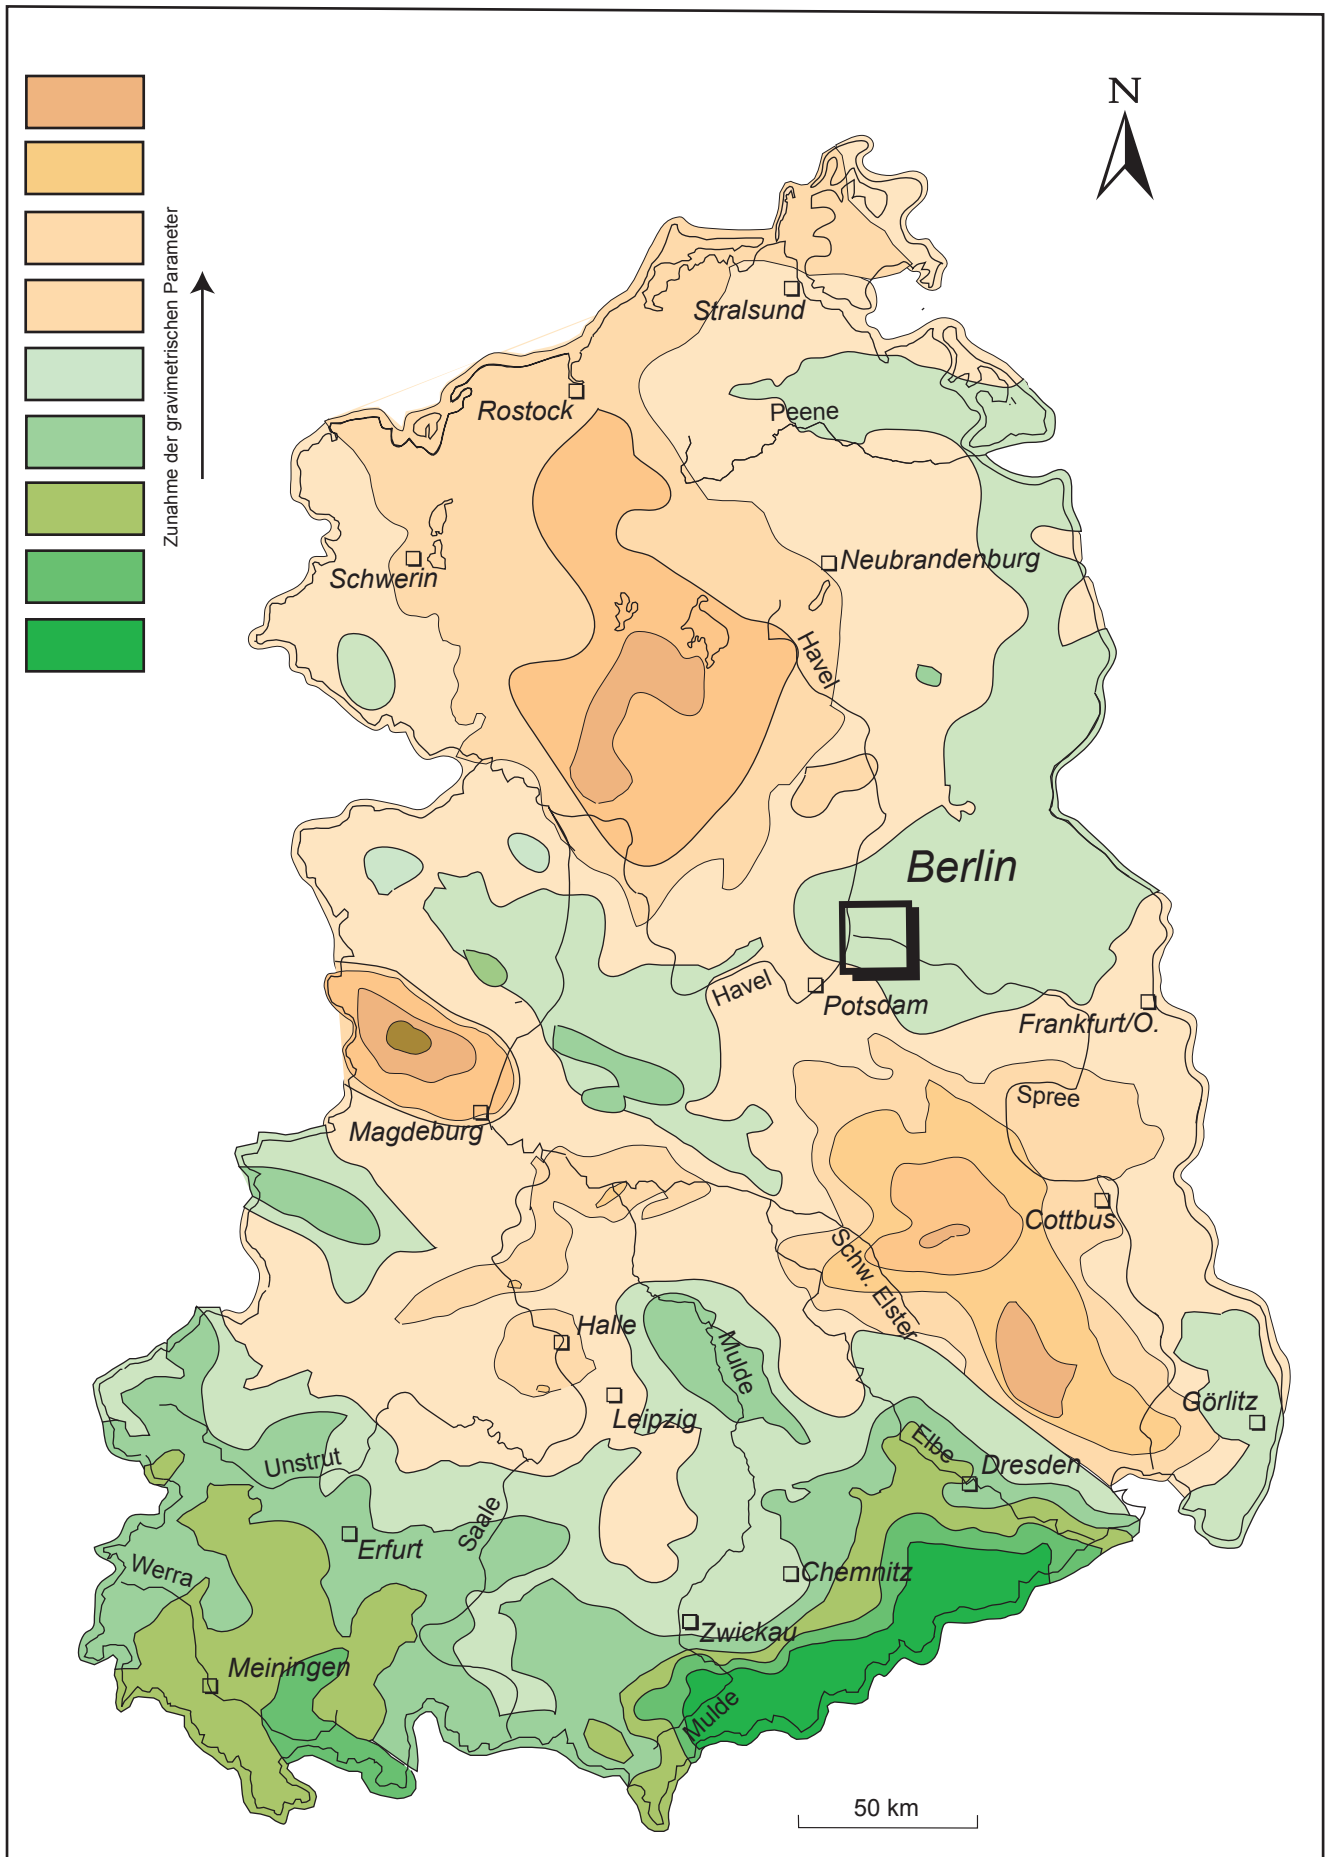 N
Zunahme der gravimetrischen Parameter
Stralsund
Rostock
Peene
Neubrandenburg
Schwerin
Havel
Berlin
Havel
Potsdam
Frankfurt/O.
Spree
Magdeburg
Cottbus
Schw. Elster
Halle
Mulde
Leipzig
Görlitz
Elbe
Dresden
Unstrut
Saale
Erfurt
Werra
Chemnitz
Zwickau
Meiningen
Mulde
50 km